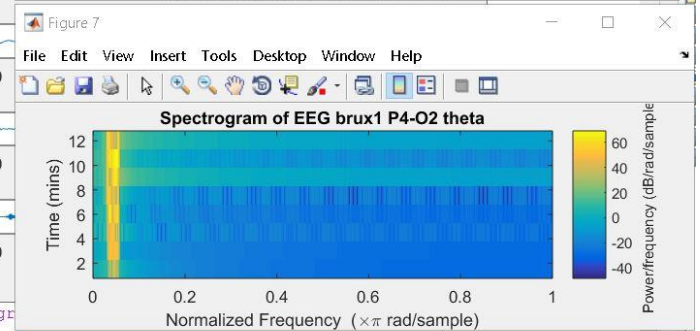 Figure 7
File Edit View Insert Tools Desktop Window Help
Spectrogram of EEG brux1 P4-O2 theta
12
10
8
6
4
2
Time (mins)
0 0.2 0.4 0.6 0.8 1
Normalized Frequency (×π rad/sample)
60
40
20
0
-20
-40
Power/frequency (dB/rad/sample
gr